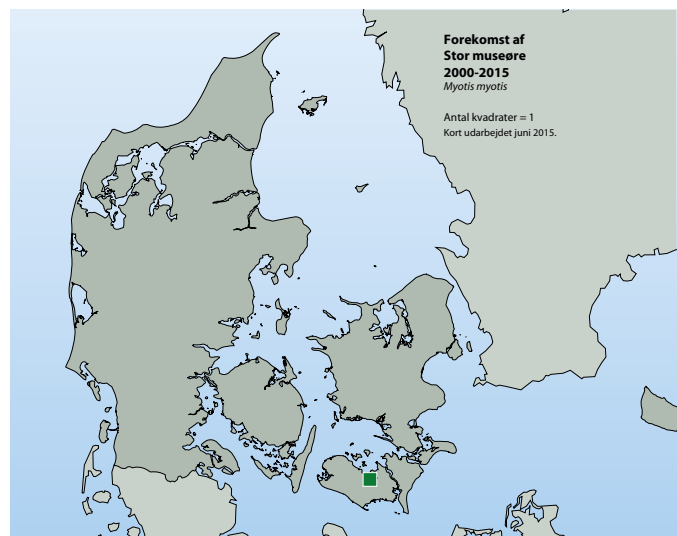 Forekomst af
Stor museøre
2000-2015
Myotis myotis
Antal kvadrater = 1
Kort udarbejdet juni 2015.